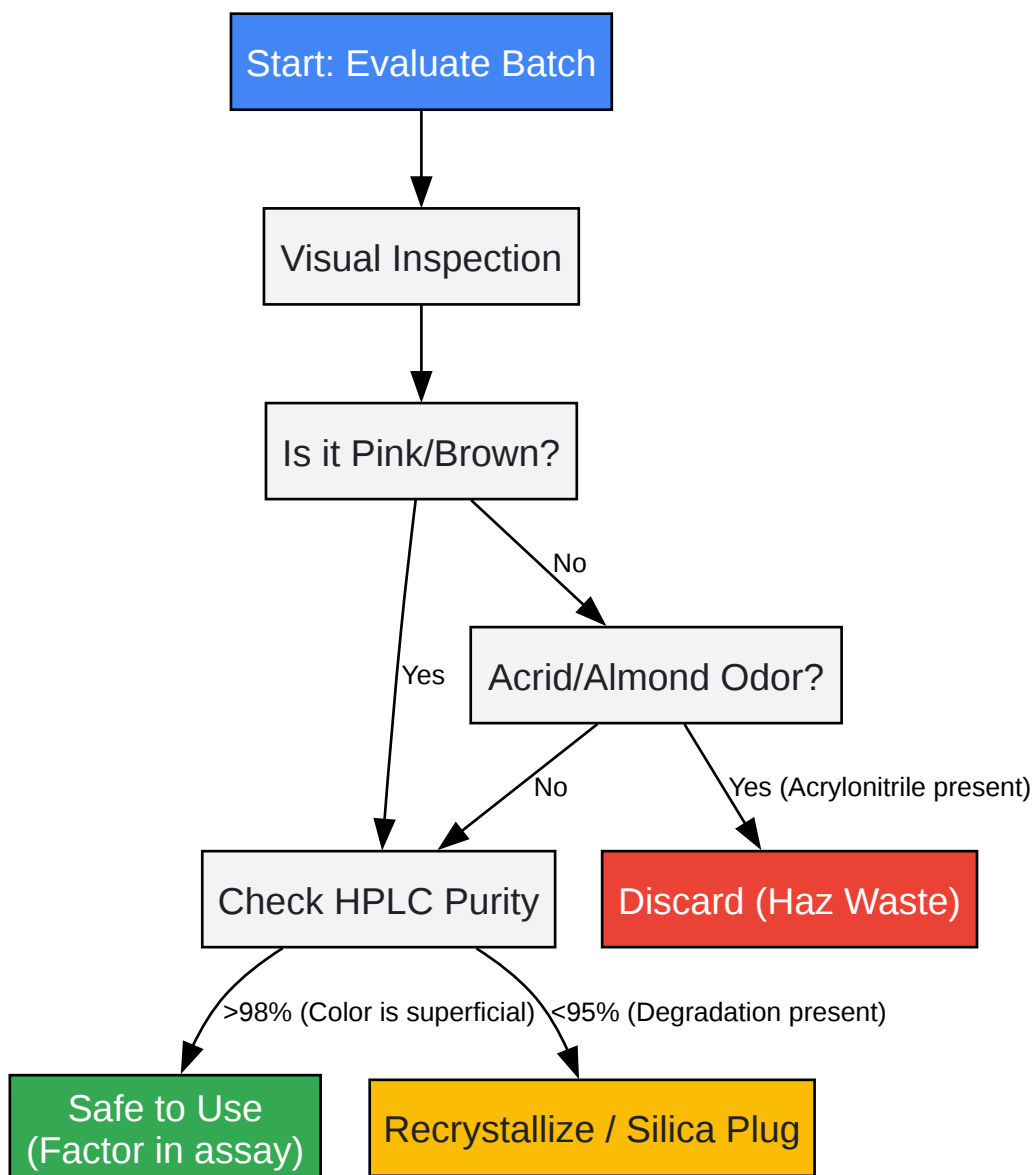 Start: Evaluate Batch
Visual Inspection
Is it Pink/Brown?
No
Acrid/Almond Odor?
Yes
No
Yes (Acrylonitrile present)
Check HPLC Purity
Discard (Haz Waste)
>98% (Color is superficial)
<95% (Degradation present)
Safe to Use
(Factor in assay)
Recrystallize / Silica Plug